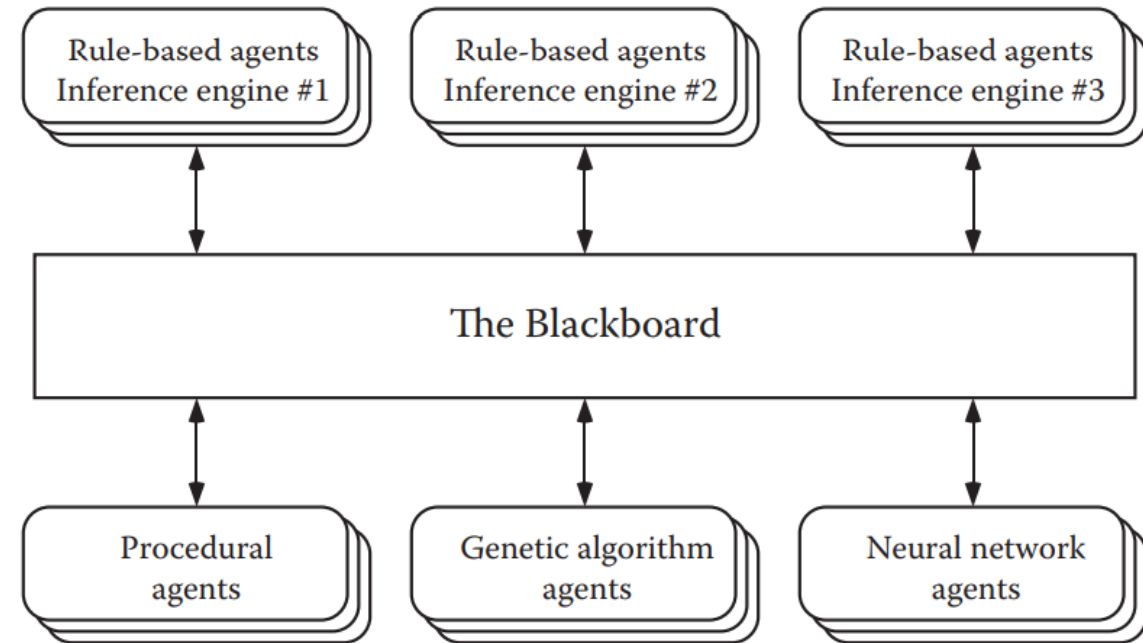 Rule-based agents
Inference engine #1
Rule-based agents
Inference engine #2
Rule-based agents
Inference engine #3
The Blackboard
Procedural
agents
Genetic algorithm
agents
Neural network
agents